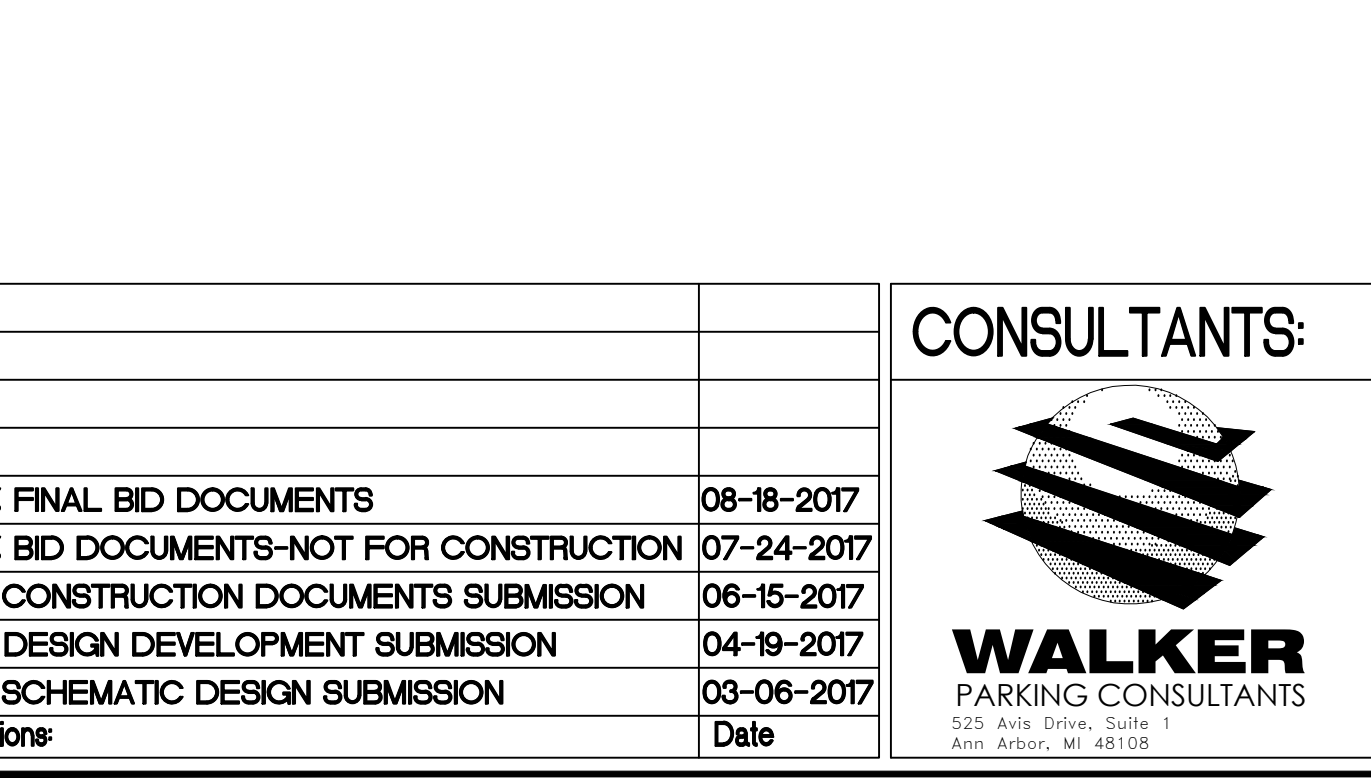 FINAL BID DOCUMENTS 08-18-2017
BID DOCUMENTS-NOT FOR CONSTRUCTION 07-24-2017
CONSTRUCTION DOCUMENTS SUBMISSION 06-15-2017
DESIGN DEVELOPMENT SUBMISSION 04-19-2017
SCHEMATIC DESIGN SUBMISSION 03-06-2017
ions: Date
CONSULTANTS:
WALKER
PARKING CONSULTANTS
525 Avis Drive, Suite 1
Ann Arbor, MI 48108